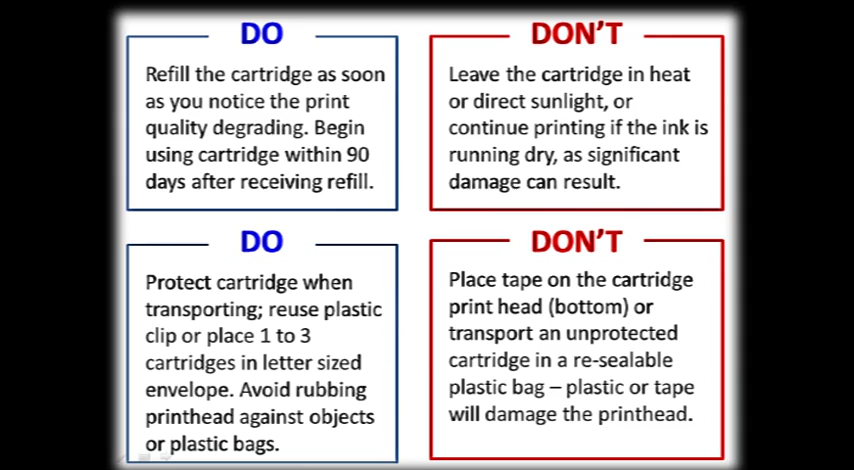 DO
Refill the cartridge as soon
as you notice the print
quality degrading. Begin
using cartridge within 90
days after receiving refill.
DON'T
Leave the cartridge in heat
or direct sunlight, or
continue printing if the ink is
running dry, as significant
damage can result.
DO
Protect cartridge when
transporting; reuse plastic
clip or place 1 to 3
cartridges in letter sized
envelope. Avoid rubbing
printhead against objects
or plastic bags.
DON'T
Place tape on the cartridge
print head (bottom) or
transport an unprotected
cartridge in a re-sealable
plastic bag – plastic or tape
will damage the printhead.